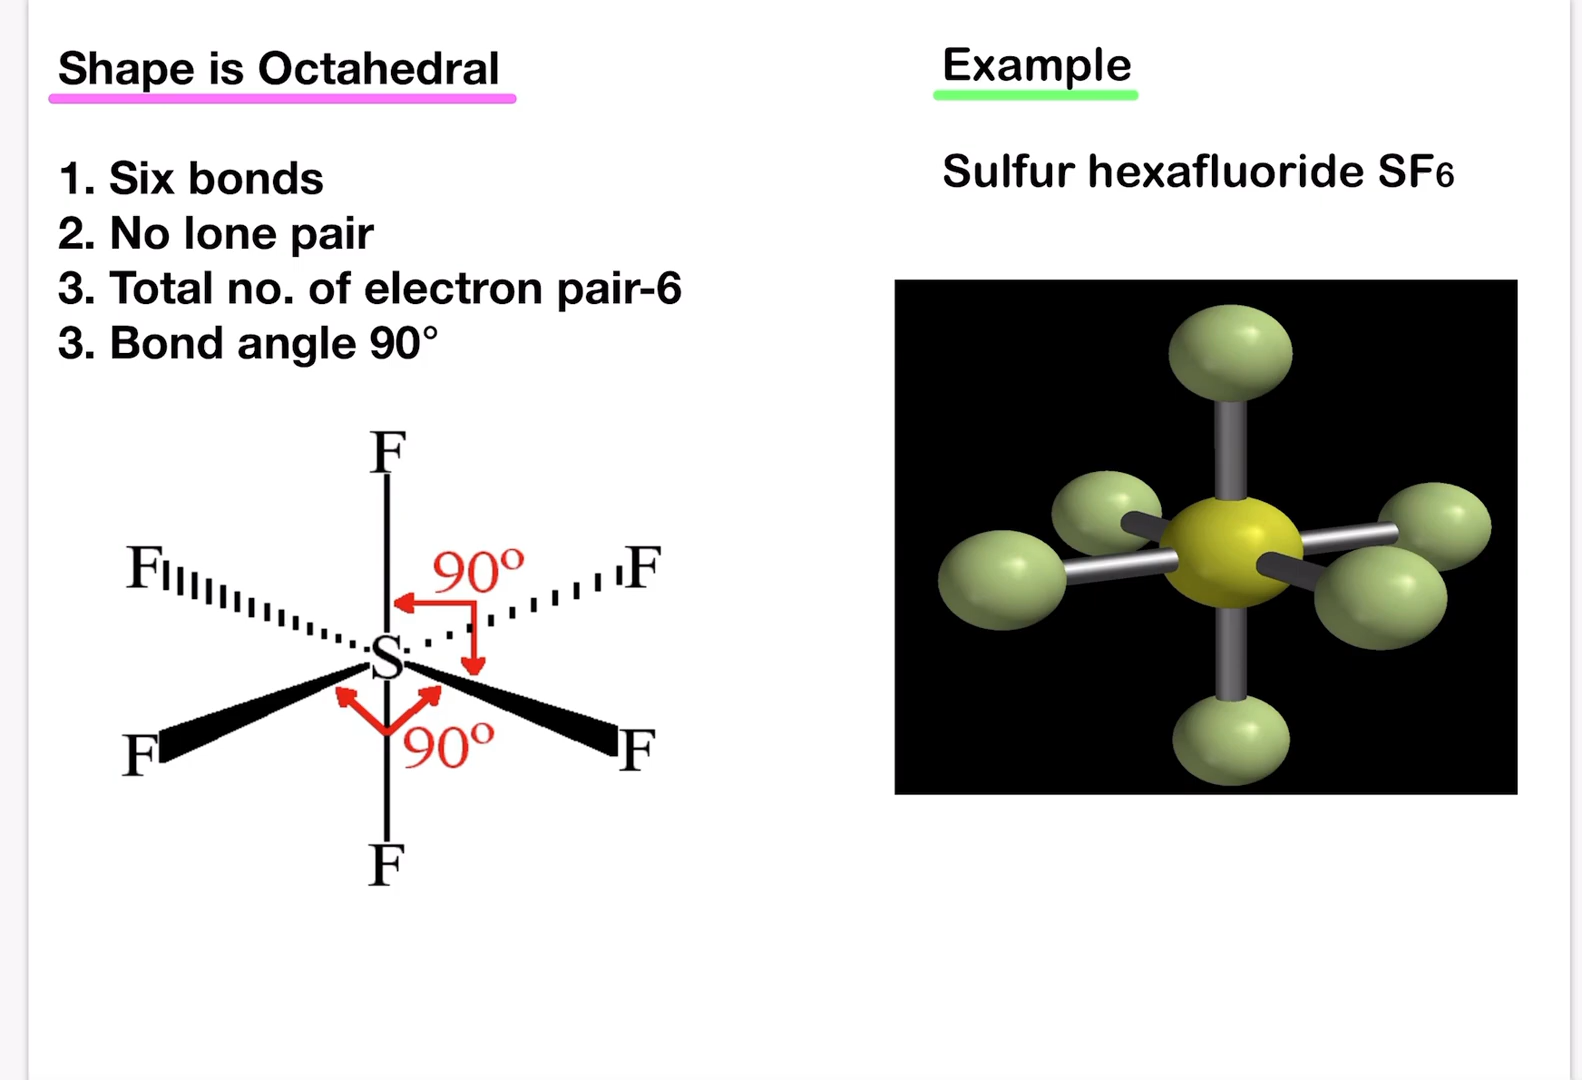 Shape is Octahedral
1. Six bonds
2. No lone pair
3. Total no. of electron pair-6
3. Bond angle 90°
F
F
90°
F
S
F
90°
F
F
Example
Sulfur hexafluoride SF6